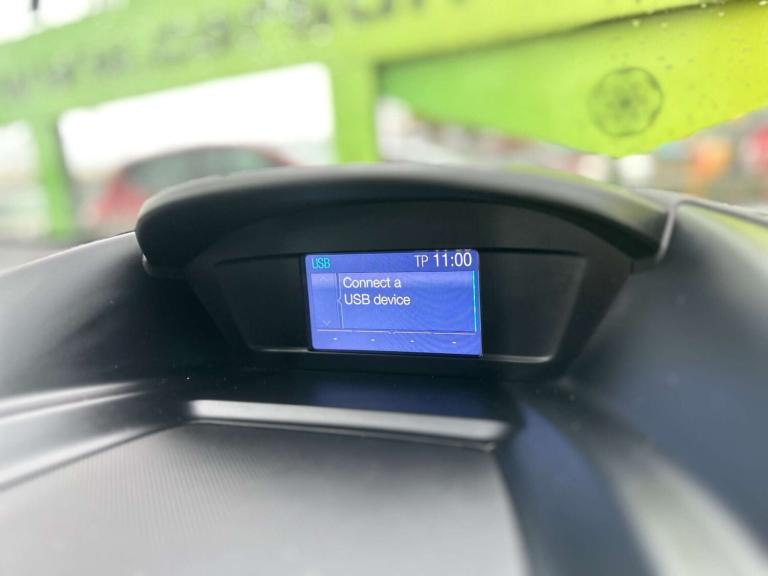 USB
TP 11:00
Connect a
USB device